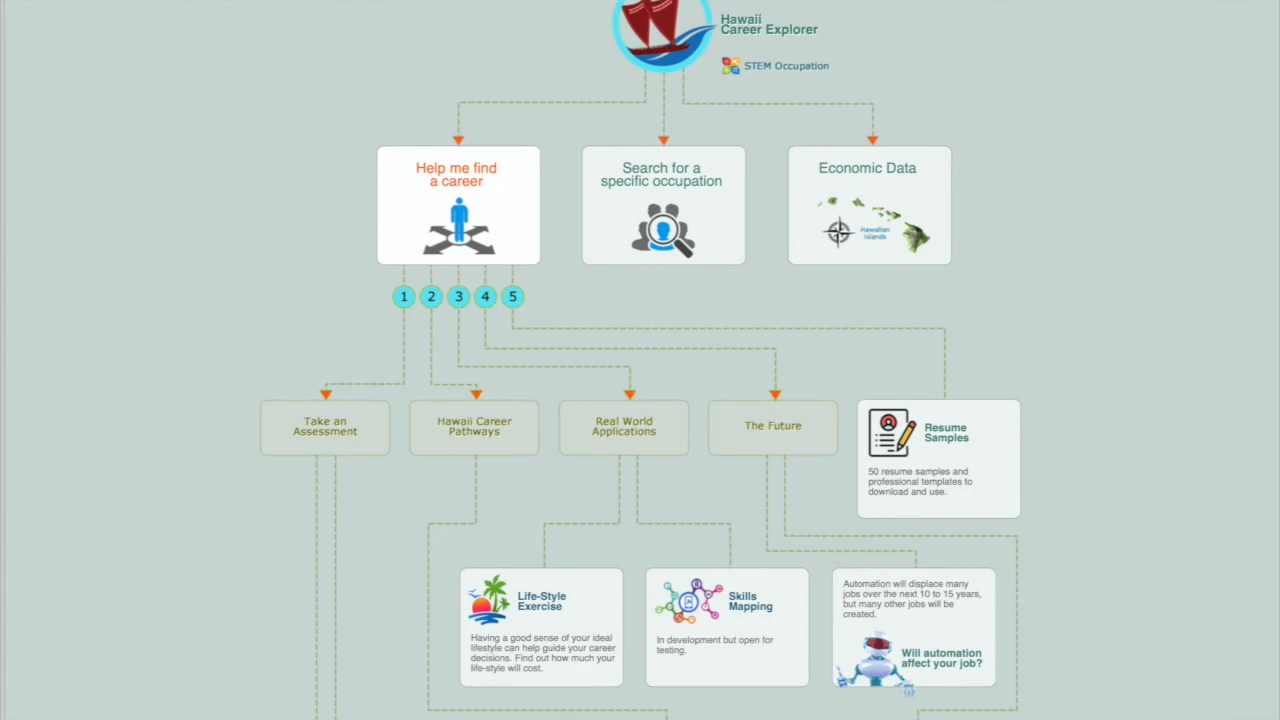 Hawaii
Career Explorer
STEM Occupation
Help me find
a career
Search for a
specific occupation
Economic Data
Hawaiian
Islands
1 2 3 4 5
Take an
Assessment
Hawaii Career
Pathways
Real World
Applications
The Future
Resume
Samples
50 resume samples and
professional templates to
download and use.
Life-Style
Exercise
Having a good sense of your ideal
lifestyle can help guide your career
decisions. Find out how much your
life-style will cost.
Skills
Mapping
In development but open for
testing.
Automation will displace many
jobs over the next 10 to 15 years,
but many other jobs will be
created.
Will automation
affect your job?